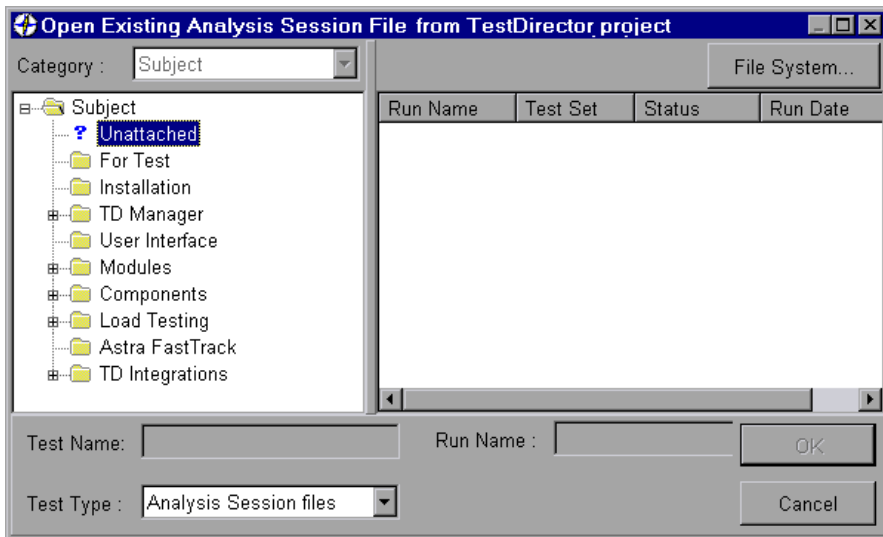 Open Existing Analysis Session File from TestDirector project
Category : Subject
File System...
Subject
? Unattached
For Test
Installation
TD Manager
User Interface
Modules
Components
Load Testing
Astra FastTrack
TD Integrations
Run Name Test Set Status Run Date
Test Name: Run Name : OK
Test Type : Analysis Session files Cancel